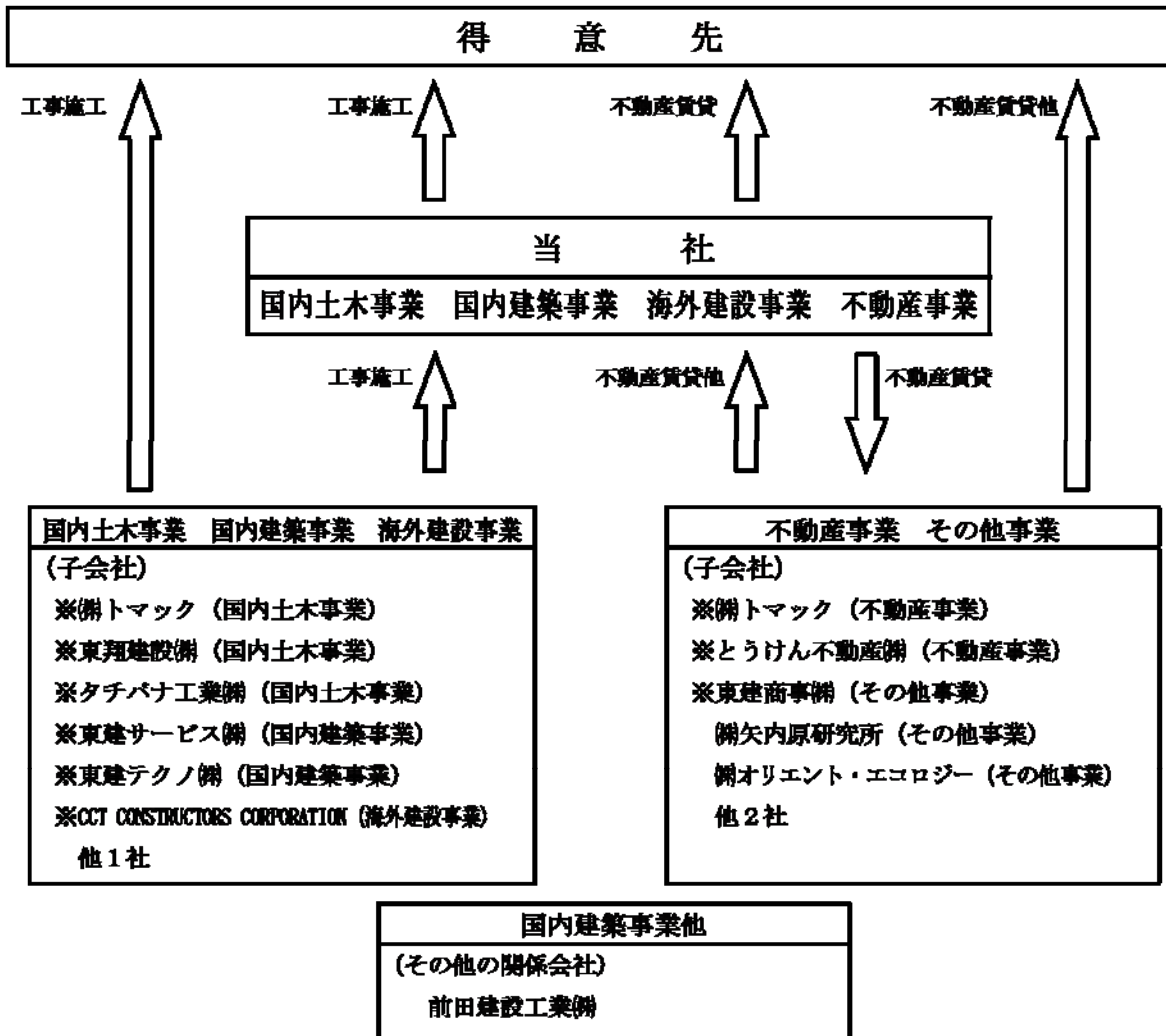 得意先
工事施工 工事施工 不動産賃貸 不動産賃貸他
当社
国内土木事業 国内建築事業 海外建設事業 不動産事業
工事施工 不動産賃貸他 不動産賃貸
国内土木事業 国内建築事業 海外建設事業
(子会社)
※㈱トマック (国内土木事業)
※東翔建設㈱ (国内土木事業)
※タチバナ工業㈱ (国内土木事業)
※東建サービス㈱ (国内建築事業)
※東建テクノ㈱ (国内建築事業)
※CCT CONSTRUCTORS CORPORATION (海外建設事業)
他1社
不動産事業 その他事業
(子会社)
※㈱トマック (不動産事業)
※とうけん不動産㈱ (不動産事業)
※東建商事㈱ (その他事業)
㈱矢内原研究所 (その他事業)
㈱オリエント・エコロジー (その他事業)
他2社
国内建築事業他
(その他の関係会社)
前田建設工業㈱